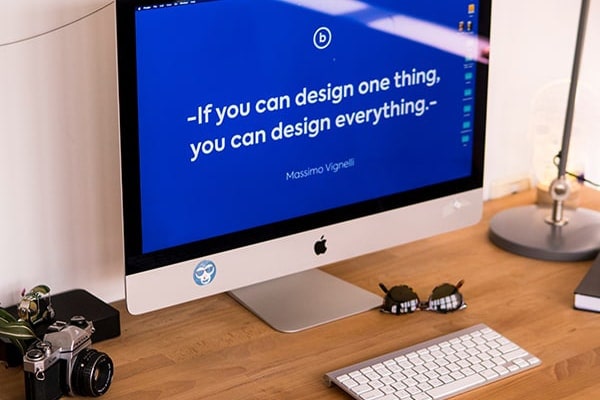 b
-If you can design one thing,
you can design everything.-
Massimo Vignelli